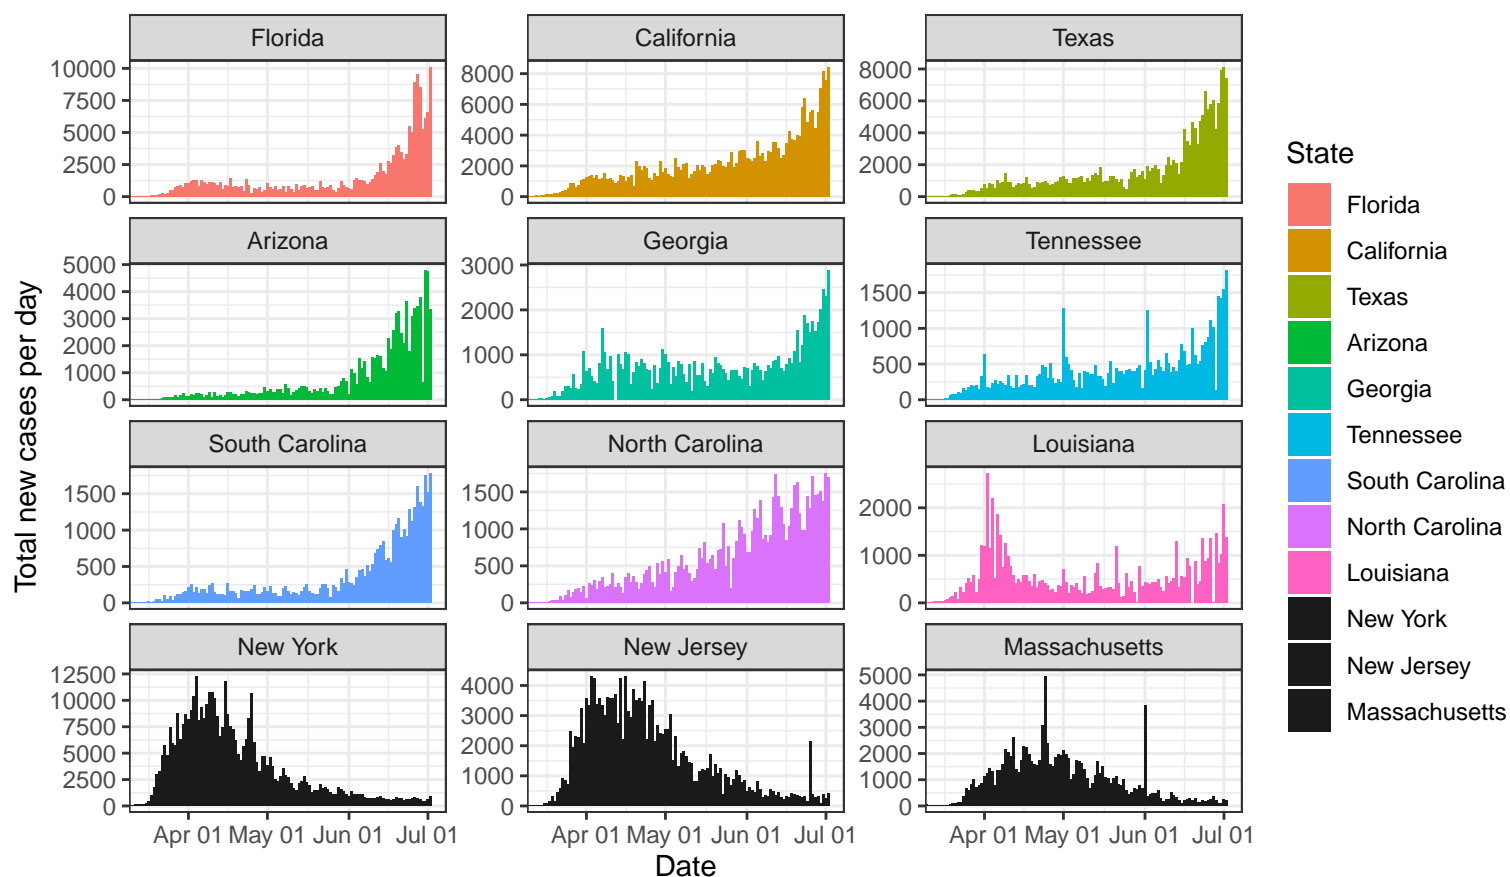 Florida California Texas
10000
7500
5000
2500
0
8000
6000
4000
2000
0
8000
6000
4000
2000
0
Arizona Georgia Tennessee
5000
4000
3000
2000
1000
0
3000
2000
1000
0
1500
1000
500
0
South Carolina North Carolina Louisiana
1500
1000
500
0
1500
1000
500
0
2000
1000
0
New York New Jersey Massachusetts
12500
10000
7500
5000
2500
0
4000
3000
2000
1000
0
5000
4000
3000
2000
1000
0
Apr 01 May 01 Jun 01 Jul 01 Apr 01 May 01 Jun 01 Jul 01 Apr 01 May 01 Jun 01 Jul 01
Date
Total new cases per day
State
Florida
California
Texas
Arizona
Georgia
Tennessee
South Carolina
North Carolina
Louisiana
New York
New Jersey
Massachusetts